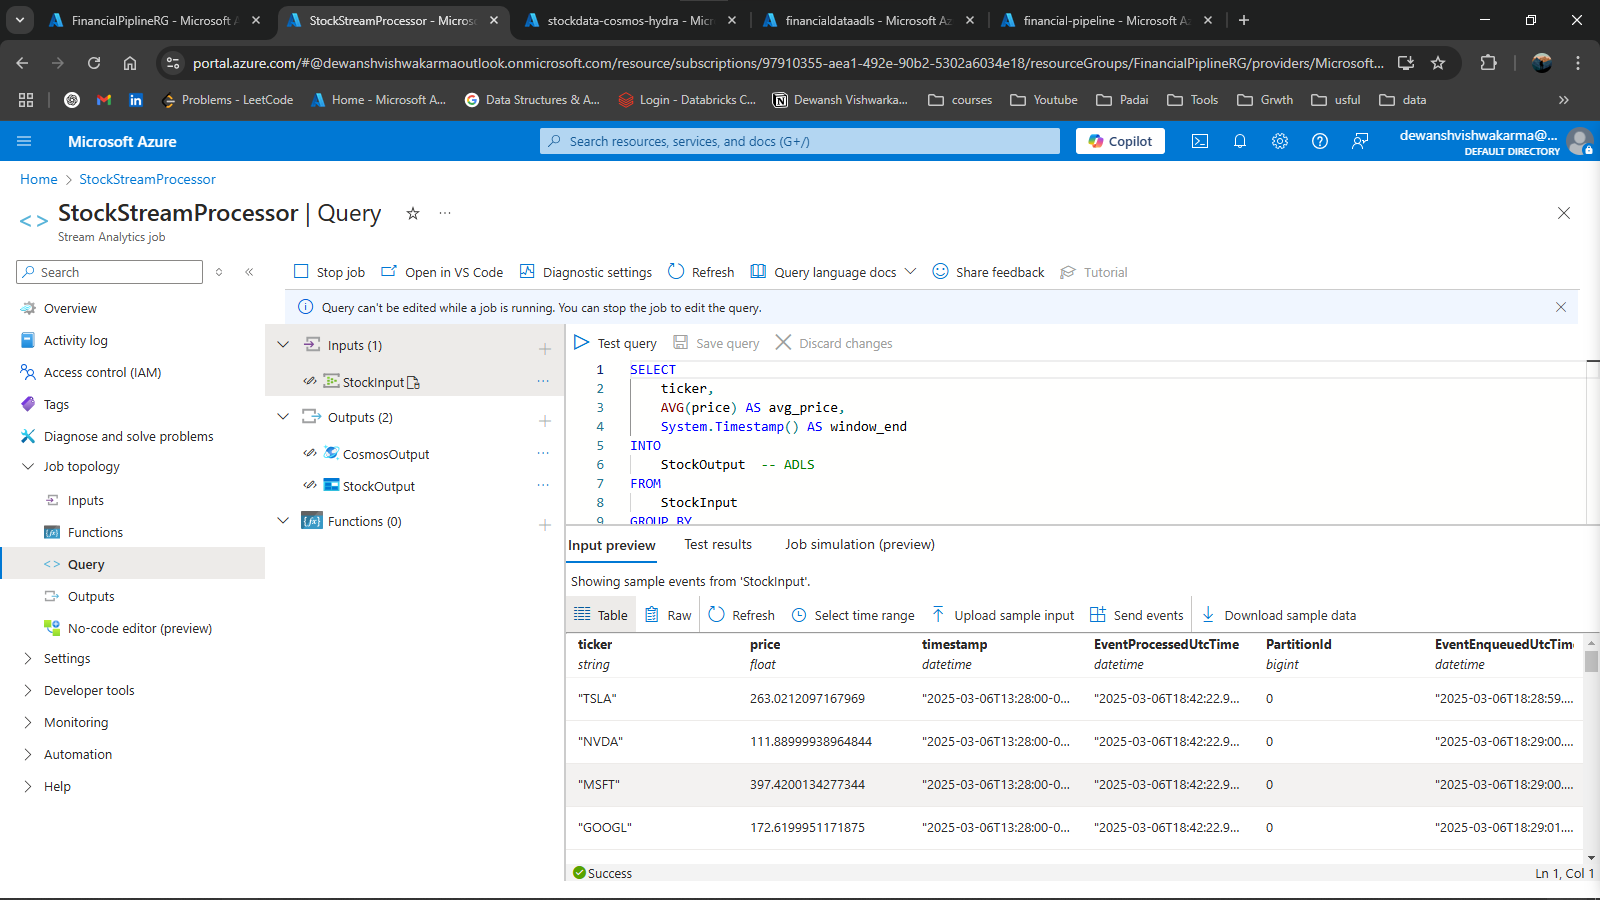 FinancialPiplineRG - Microsoft A
StockStreamProcessor - Micros
stockdata-cosmos-hydra - Micr
financialdataadls - Microsoft Az
financial-pipeline - Microsoft A
portal.azure.com/#@dewanshvishwakarmaoutlook.onmicrosoft.com/resource/subscriptions/97910355-aea1-492e-90b2-5302a6034e18/resourceGroups/FinancialPiplineRG/providers/Microsoft...
Problems - LeetCode
Home - Microsoft A...
Data Structures & A...
Login - Databricks C...
Dewansh Vishwarka...
courses
Youtube
Padai
Tools
Grwth
usful
data
Microsoft Azure
Search resources, services, and docs (G+/)
Copilot
dewanshvishwakarma@...
DEFAULT DIRECTORY
Home > StockStreamProcessor
StockStreamProcessor | Query
Stream Analytics job
Search
Stop job
Open in VS Code
Diagnostic settings
Refresh
Query language docs
Share feedback
Tutorial
Overview
Activity log
Access control (IAM)
Tags
Diagnose and solve problems
Job topology
Inputs
Functions
Query
Outputs
No-code editor (preview)
Settings
Developer tools
Monitoring
Automation
Help
Query can't be edited while a job is running. You can stop the job to edit the query.
Inputs (1)
StockInput
Outputs (2)
CosmosOutput
StockOutput
Functions (0)
Test query
Save query
Discard changes
1 SELECT
2 ticker,
3 AVG(price) AS avg_price,
4 System.Timestamp() AS window_end
5 INTO
6 StockOutput -- ADLS
7 FROM
8 StockInput
9 GROUP BY
Input preview
Test results
Job simulation (preview)
Showing sample events from 'StockInput'.
Table
Raw
Refresh
Select time range
Upload sample input
Send events
Download sample data
ticker price timestamp EventProcessedUtcTime PartitionId EventEnqueuedUtcTim
string float datetime datetime bigint datetime
"TSLA" 263.0212097167969 "2025-03-06T13:28:00-0... "2025-03-06T18:42:22.9... 0 "2025-03-06T18:28:59....
"NVDA" 111.88999938964844 "2025-03-06T13:28:00-0... "2025-03-06T18:42:22.9... 0 "2025-03-06T18:29:00....
"MSFT" 397.4200134277344 "2025-03-06T13:28:00-0... "2025-03-06T18:42:22.9... 0 "2025-03-06T18:29:00....
"GOOGL" 172.6199951171875 "2025-03-06T13:28:00-0... "2025-03-06T18:42:22.9... 0 "2025-03-06T18:29:01....
Success
Ln 1, Col 1